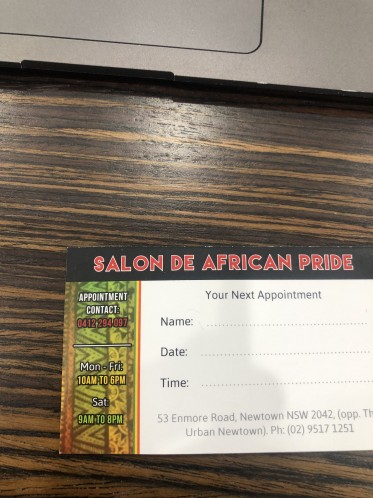 SALON DE AFRICAN PRIDE
APPOINTMENT
CONTACT:
0412 294 097
Mon - Fri:
10AM TO 6PM
Sat:
9AM TO 8PM
Your Next Appointment
Name:
Date:
Time:
53 Enmore Road, Newtown NSW 2042, (opp. Th
Urban Newtown). Ph: (02) 9517 1251